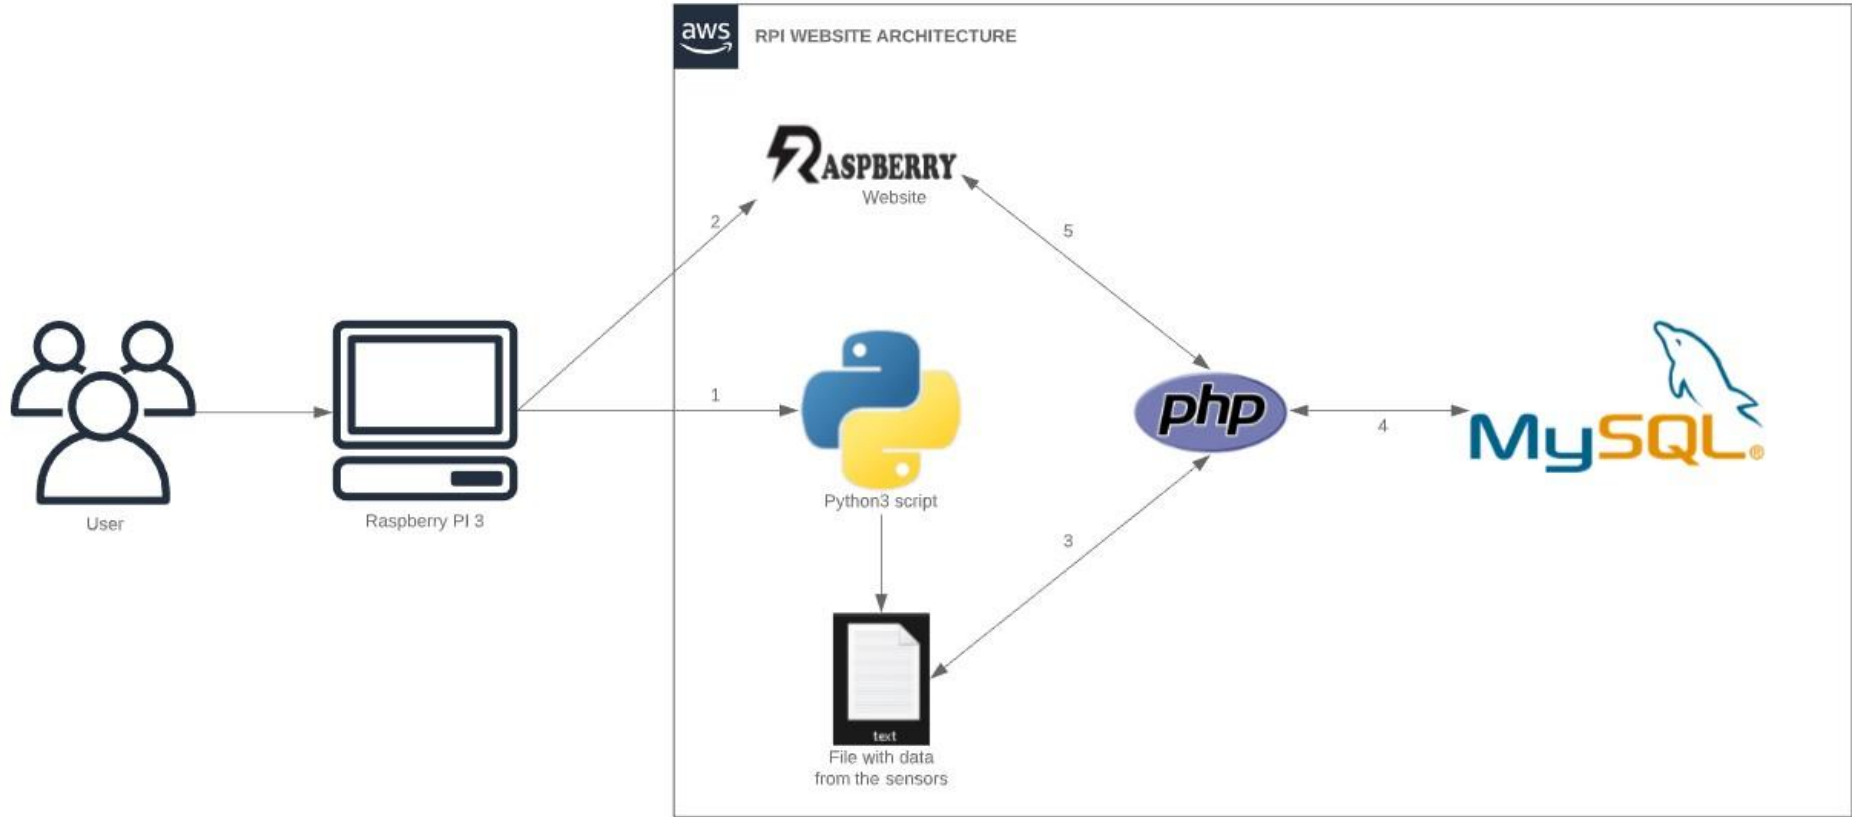 aws
RPI WEBSITE ARCHITECTURE
RASPBERRY
Website
2
5
1
php
4
MySQL®
User
Raspberry PI 3
Python3 script
3
text
File with data
from the sensors